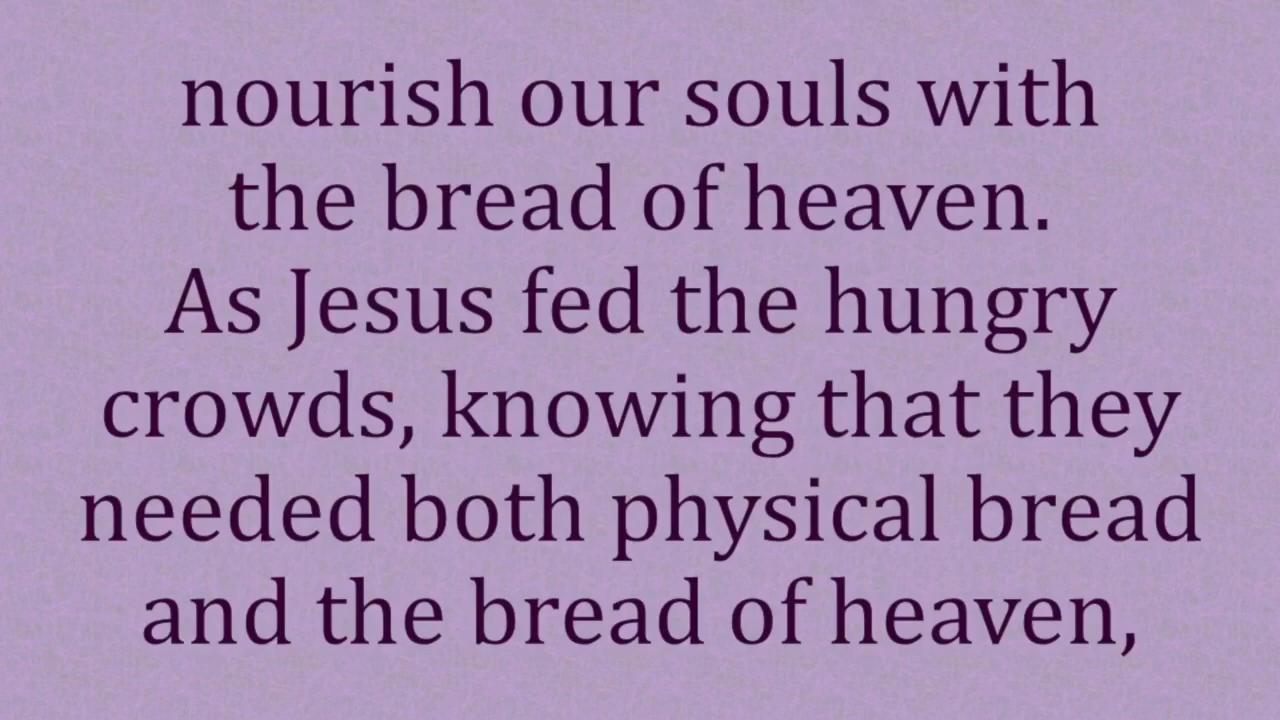 nourish our souls with
the bread of heaven.
As Jesus fed the hungry
crowds, knowing that they
needed both physical bread
and the bread of heaven,